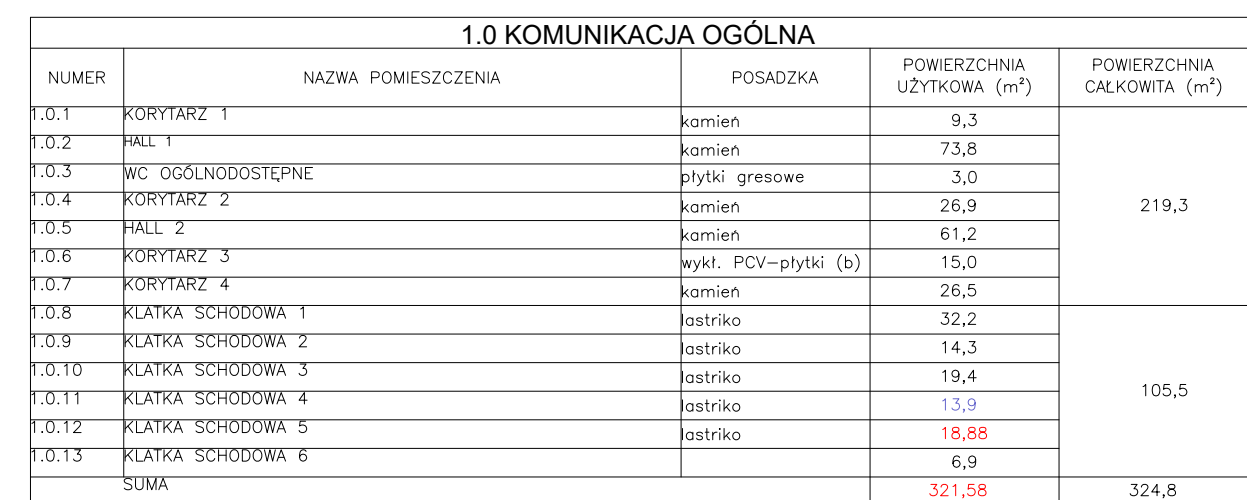 1.0 KOMUNIKACJA OGÓLNA
NUMER NAZWA POMIESZCZENIA POSADZKA POWIERZCHNIA UŻYTKOWA (m²) POWIERZCHNIA CAŁKOWITA (m²)
1.0.1 KORYTARZ 1 kamień 9,3
1.0.2 HALL 1 kamień 73,8
1.0.3 WC OGÓLNODOSTĘPNE płytki gresowe 3,0
1.0.4 KORYTARZ 2 kamień 26,9 219,3
1.0.5 HALL 2 kamień 61,2
1.0.6 KORYTARZ 3 wykł. PCV-płytki (b) 15,0
1.0.7 KORYTARZ 4 kamień 26,5
1.0.8 KLATKA SCHODOWA 1 lastriko 32,2
1.0.9 KLATKA SCHODOWA 2 lastriko 14,3
1.0.10 KLATKA SCHODOWA 3 lastriko 19,4
1.0.11 KLATKA SCHODOWA 4 lastriko 13,9 105,5
1.0.12 KLATKA SCHODOWA 5 lastriko 18,88
1.0.13 KLATKA SCHODOWA 6 6,9
SUMA 321,58 324,8